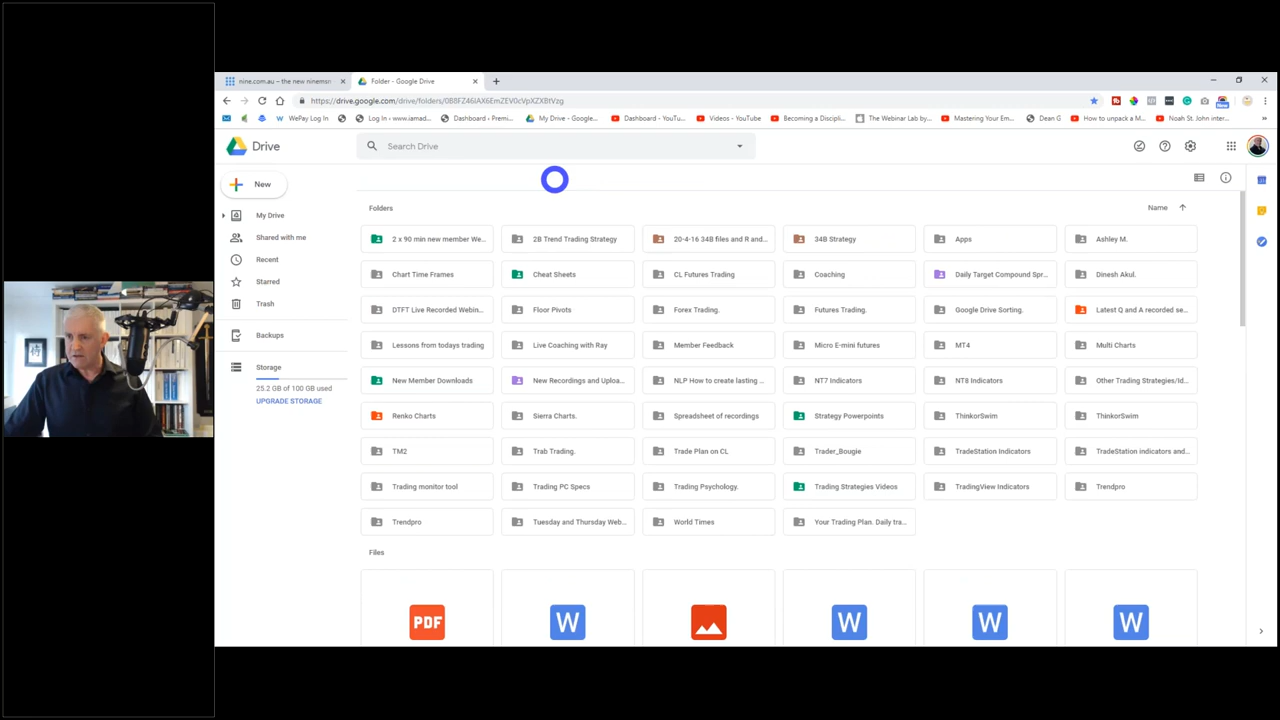 nine.com.au – the new ninemsn
Folder - Google Drive
https://drive.google.com/drive/folders/
WePay Log In
Log In ‹ www.iamad...
Dashboard ‹ Premi...
My Drive - Google...
Dashboard - YouTu...
Videos - YouTube
Becoming a Discipli...
The Webinar Lab by...
Mastering Your Em...
Dean G
How to unpack a M...
Noah St. John inter...
New
Drive
Search Drive
New
My Drive
Shared with me
Recent
Starred
Trash
Backups
Storage
25.2 GB of 100 GB used
UPGRADE STORAGE
Folders
Name
2 x 90 min new member We...
2B Trend Trading Strategy
20-4-16 34B files and R and...
34B Strategy
Apps
Ashley M.
Chart Time Frames
Cheat Sheets
CL Futures Trading
Coaching
Daily Target Compound Spr...
Dinesh Akul.
DTFT Live Recorded Webin...
Floor Pivots
Forex Trading.
Futures Trading.
Google Drive Sorting.
Latest Q and A recorded se...
Lessons from todays trading
Live Coaching with Ray
Member Feedback
Micro E-mini futures
MT4
Multi Charts
New Member Downloads
New Recordings and Uploa...
NLP How to create lasting ...
NT7 Indicators
NT8 Indicators
Other Trading Strategies/Id...
Renko Charts
Sierra Charts.
Spreadsheet of recordings
Strategy Powerpoints
ThinkorSwim
ThinkorSwim
TM2
Trab Trading.
Trade Plan on CL
Trader_Bougie
TradeStation Indicators
TradeStation indicators and...
Trading monitor tool
Trading PC Specs
Trading Psychology.
Trading Strategies Videos
TradingView Indicators
Trendpro
Trendpro
Tuesday and Thursday Web...
World Times
Your Trading Plan. Daily tra...
Files
PDF
W
W
W
W